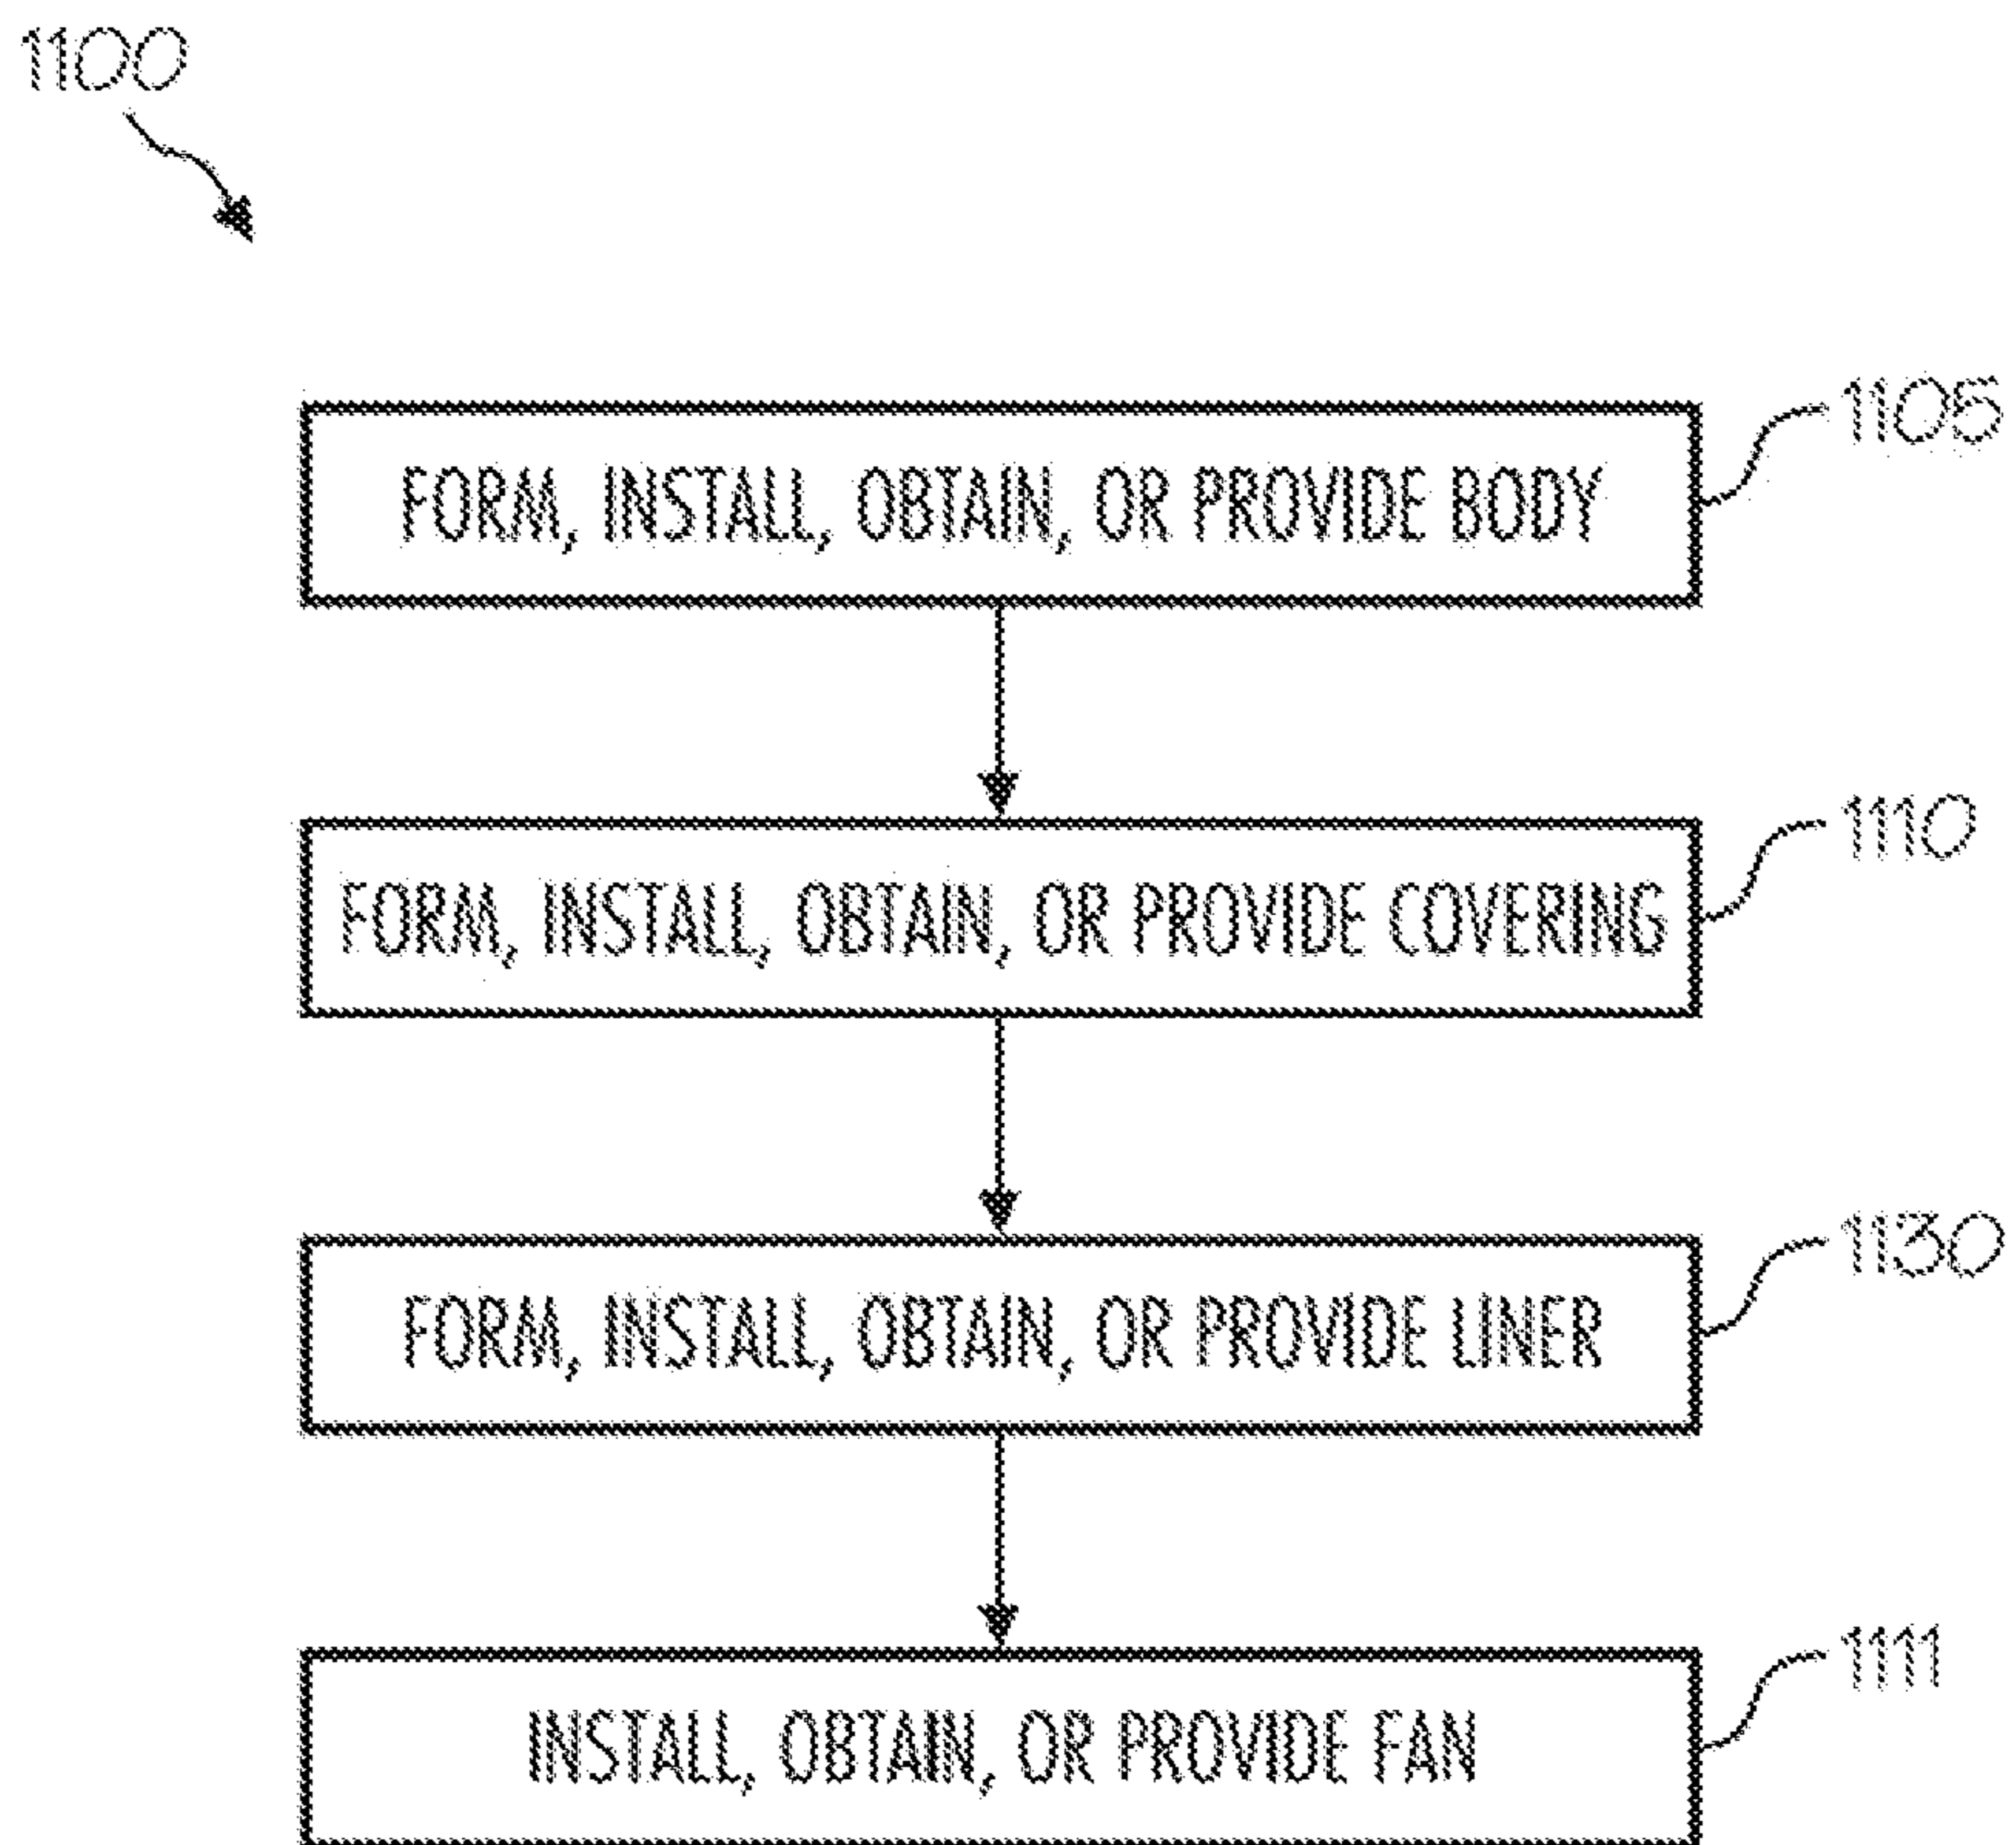 1100
FORM, INSTALL, OBTAIN, OR PROVIDE BODY
1105
FORM, INSTALL, OBTAIN, OR PROVIDE COVERING
1110
FORM, INSTALL, OBTAIN, OR PROVIDE LINER
1130
INSTALL, OBTAIN, OR PROVIDE FAN
1111